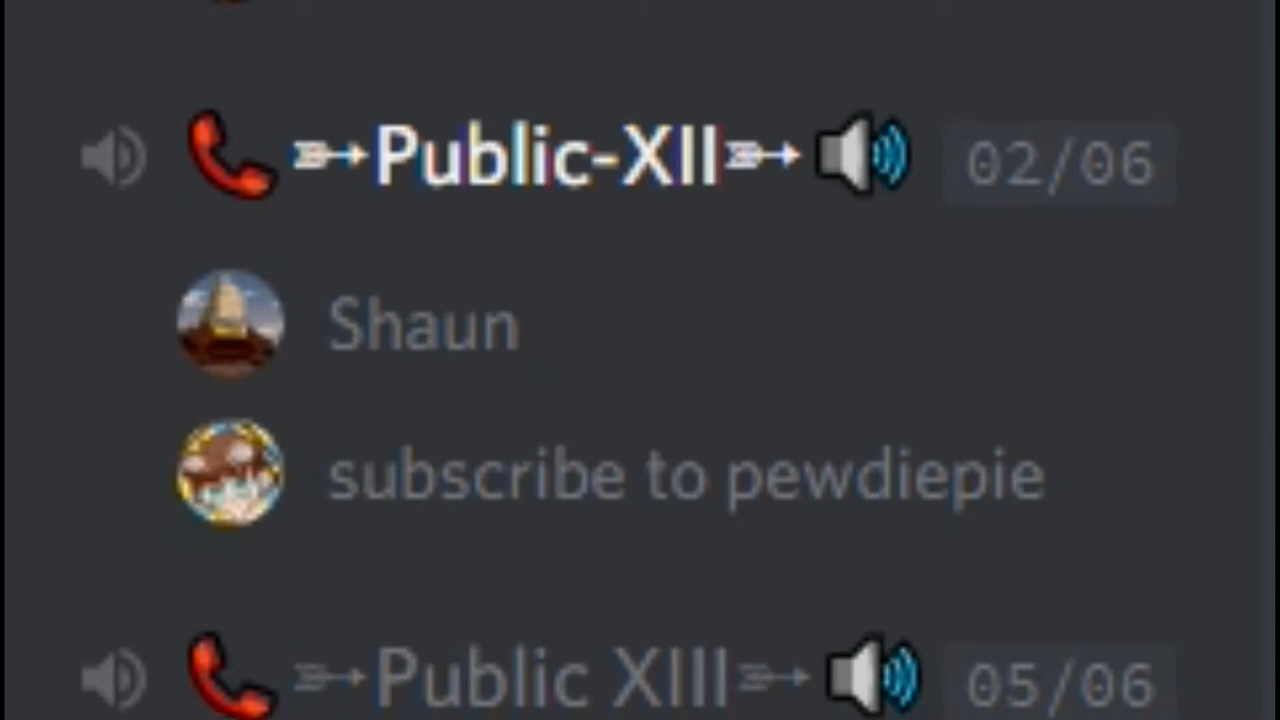 📞➳Public-XII➳🔊 02/06
Shaun
subscribe to pewdiepie
📞➳Public XIII➳🔊 05/06